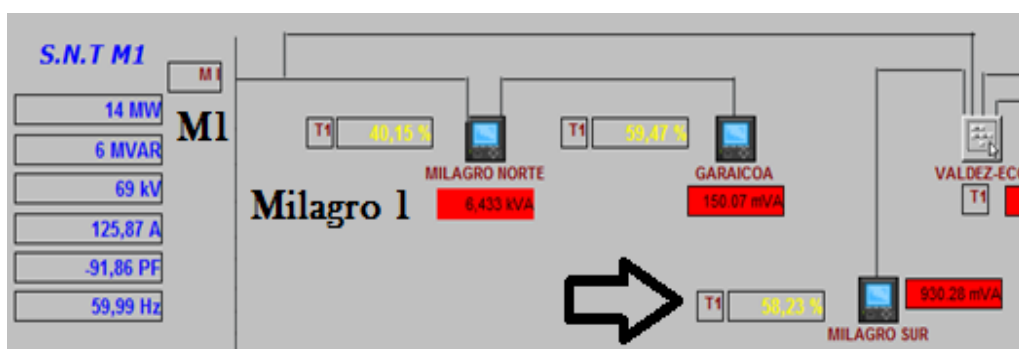 S.N.T M1
M I
14 MW
6 MVAR
69 kV
125,87 A
-91,86 PF
59,99 Hz
M1
T1 40,15 %
MILAGRO NORTE
6,433 kVA
Milagro 1
T1 59,47 %
GARAICOA
150.07 mVA
VALDEZ-ECO
T1
T1 58,23 %
930.28 mVA
MILAGRO SUR